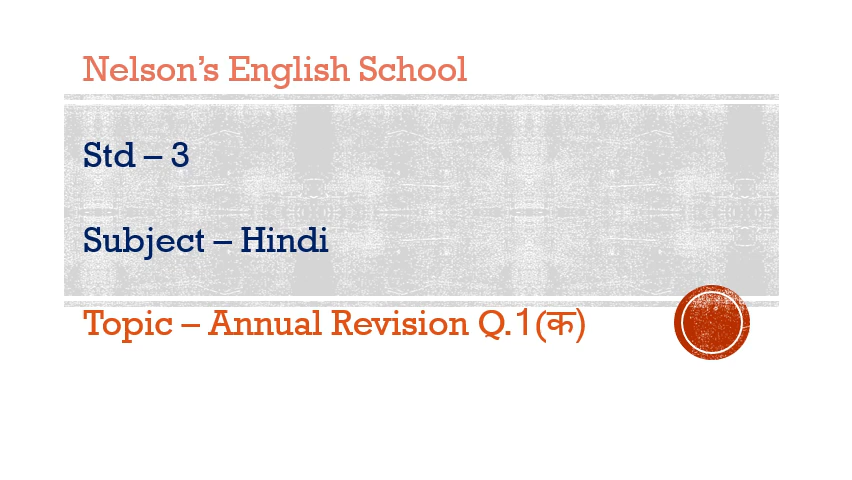 Nelson’s English School
Std – 3
Subject – Hindi
Topic – Annual Revision Q.1(क)